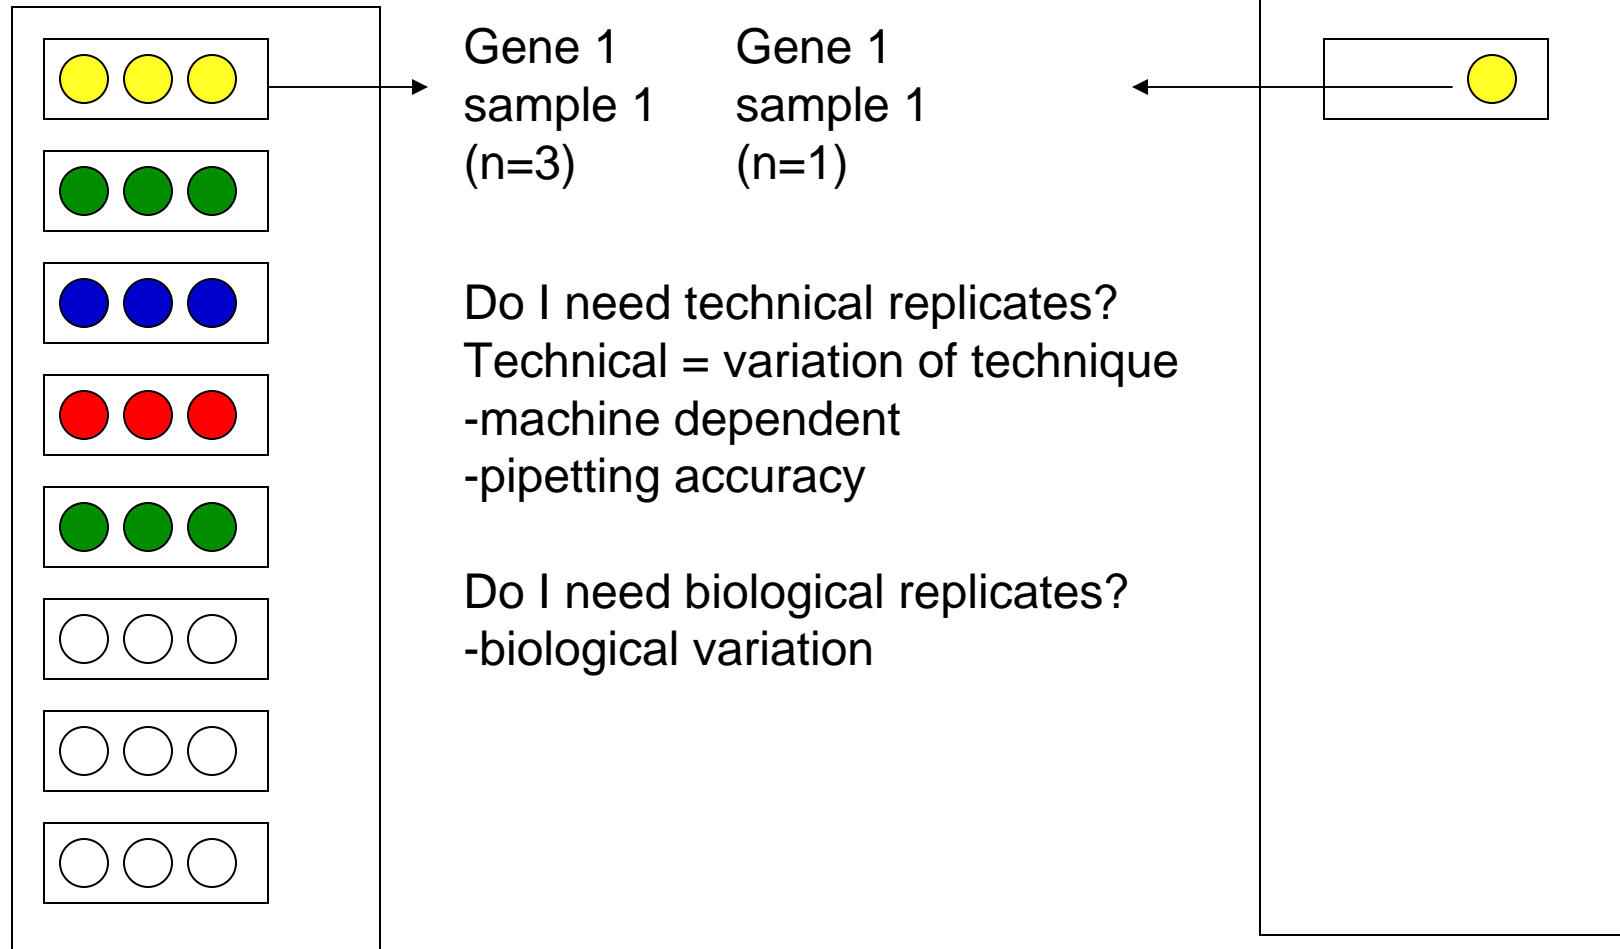 Gene 1
sample 1
(n=3)
Gene 1
sample 1
(n=1)
Do I need technical replicates?
Technical = variation of technique
-machine dependent
-pipetting accuracy
Do I need biological replicates?
-biological variation